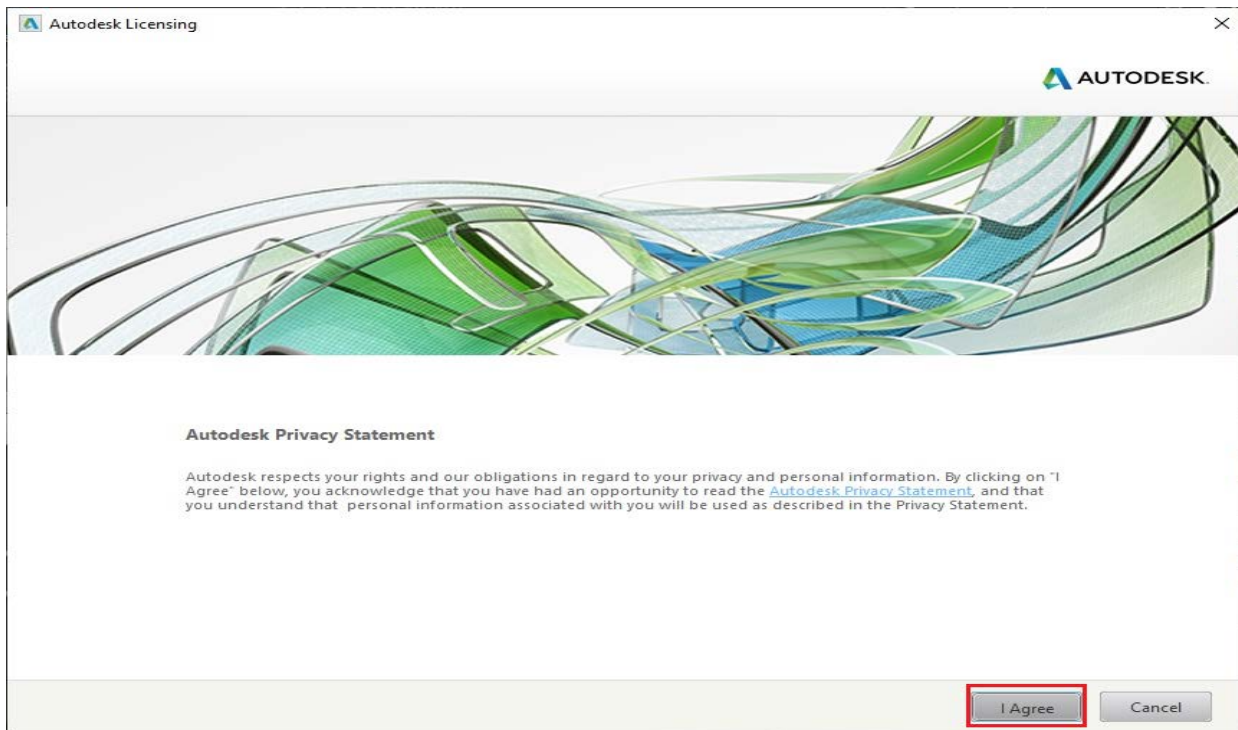 Autodesk Licensing
AUTODESK.
Autodesk Privacy Statement
Autodesk respects your rights and our obligations in regard to your privacy and personal information. By clicking on "I
Agree" below, you acknowledge that you have had an opportunity to read the Autodesk Privacy Statement, and that
you understand that personal information associated with you will be used as described in the Privacy Statement.
I Agree
Cancel